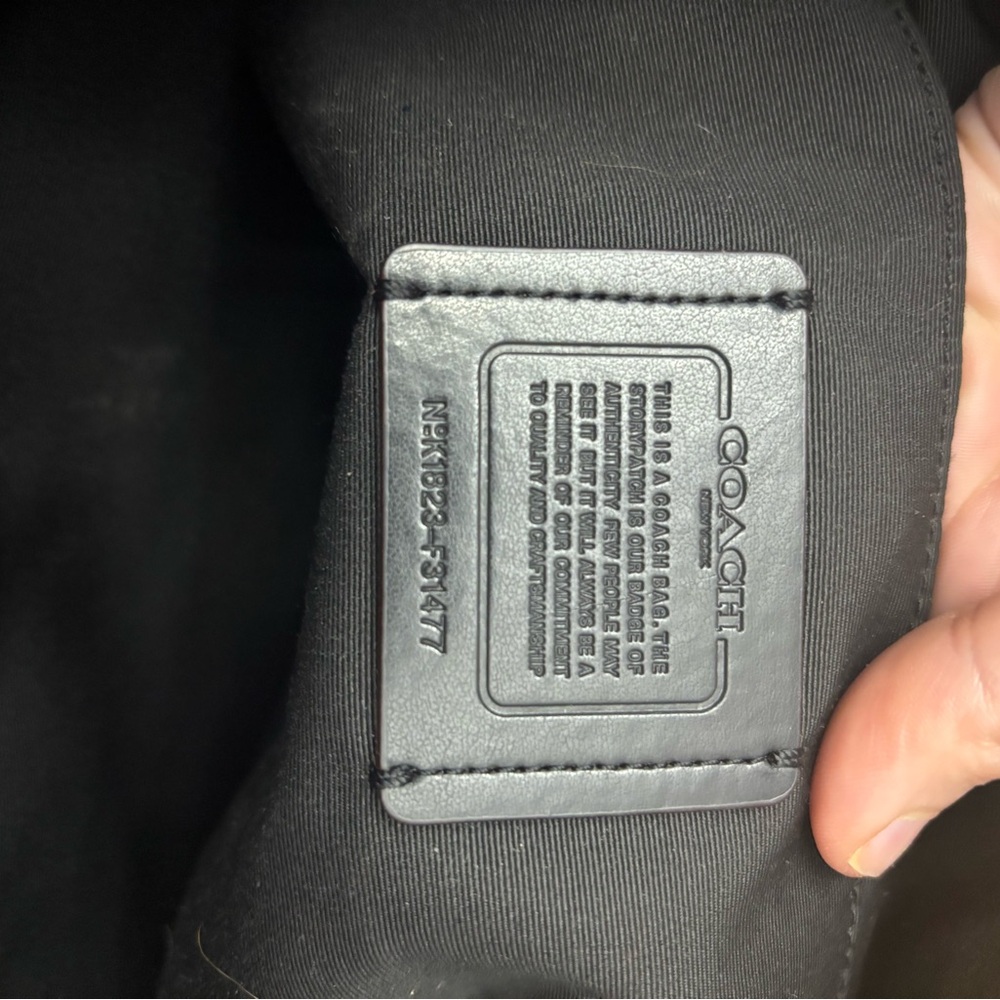 COACH
NEW YORK
THIS IS A COACH BAG. THE
STORYPATCH IS OUR BADGE OF
AUTHENTICITY FEW PEOPLE MAY
SEE IT BUT IT WILL ALWAYS BE A
REMINDER OF OUR COMMITMENT
TO QUALITY AND CRAFTSMANSHIP
Nº.K1823-F31477